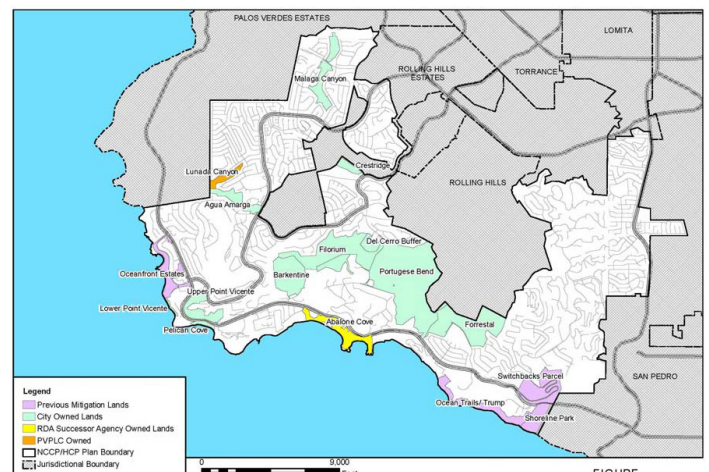 PALOS VERDES ESTATES
LOMITA
ROLLING HILLS
ESTATES
TORRANCE
Malaga Canyon
Crestridge
Lunada Canyon
ROLLING HILLS
Agua Amarga
Del Cerro Buffer
Filorium
Portugese Bend
Oceanfront Estates
Barkentine
Upper Point Vicente
Lower Point Vicente
Abalone Cove
Forrestal
Pelican Cove
Switchbacks Parcel
SAN PEDRO
Ocean Trails/ Trump
Shoreline Park
Legend
Previous Mitigation Lands
City Owned Lands
RDA Successor Agency Owned Lands
PVPLC Owned
NCCP/HCP Plan Boundary
Jurisdictional Boundary
0 9,000
Feet
FIGURE